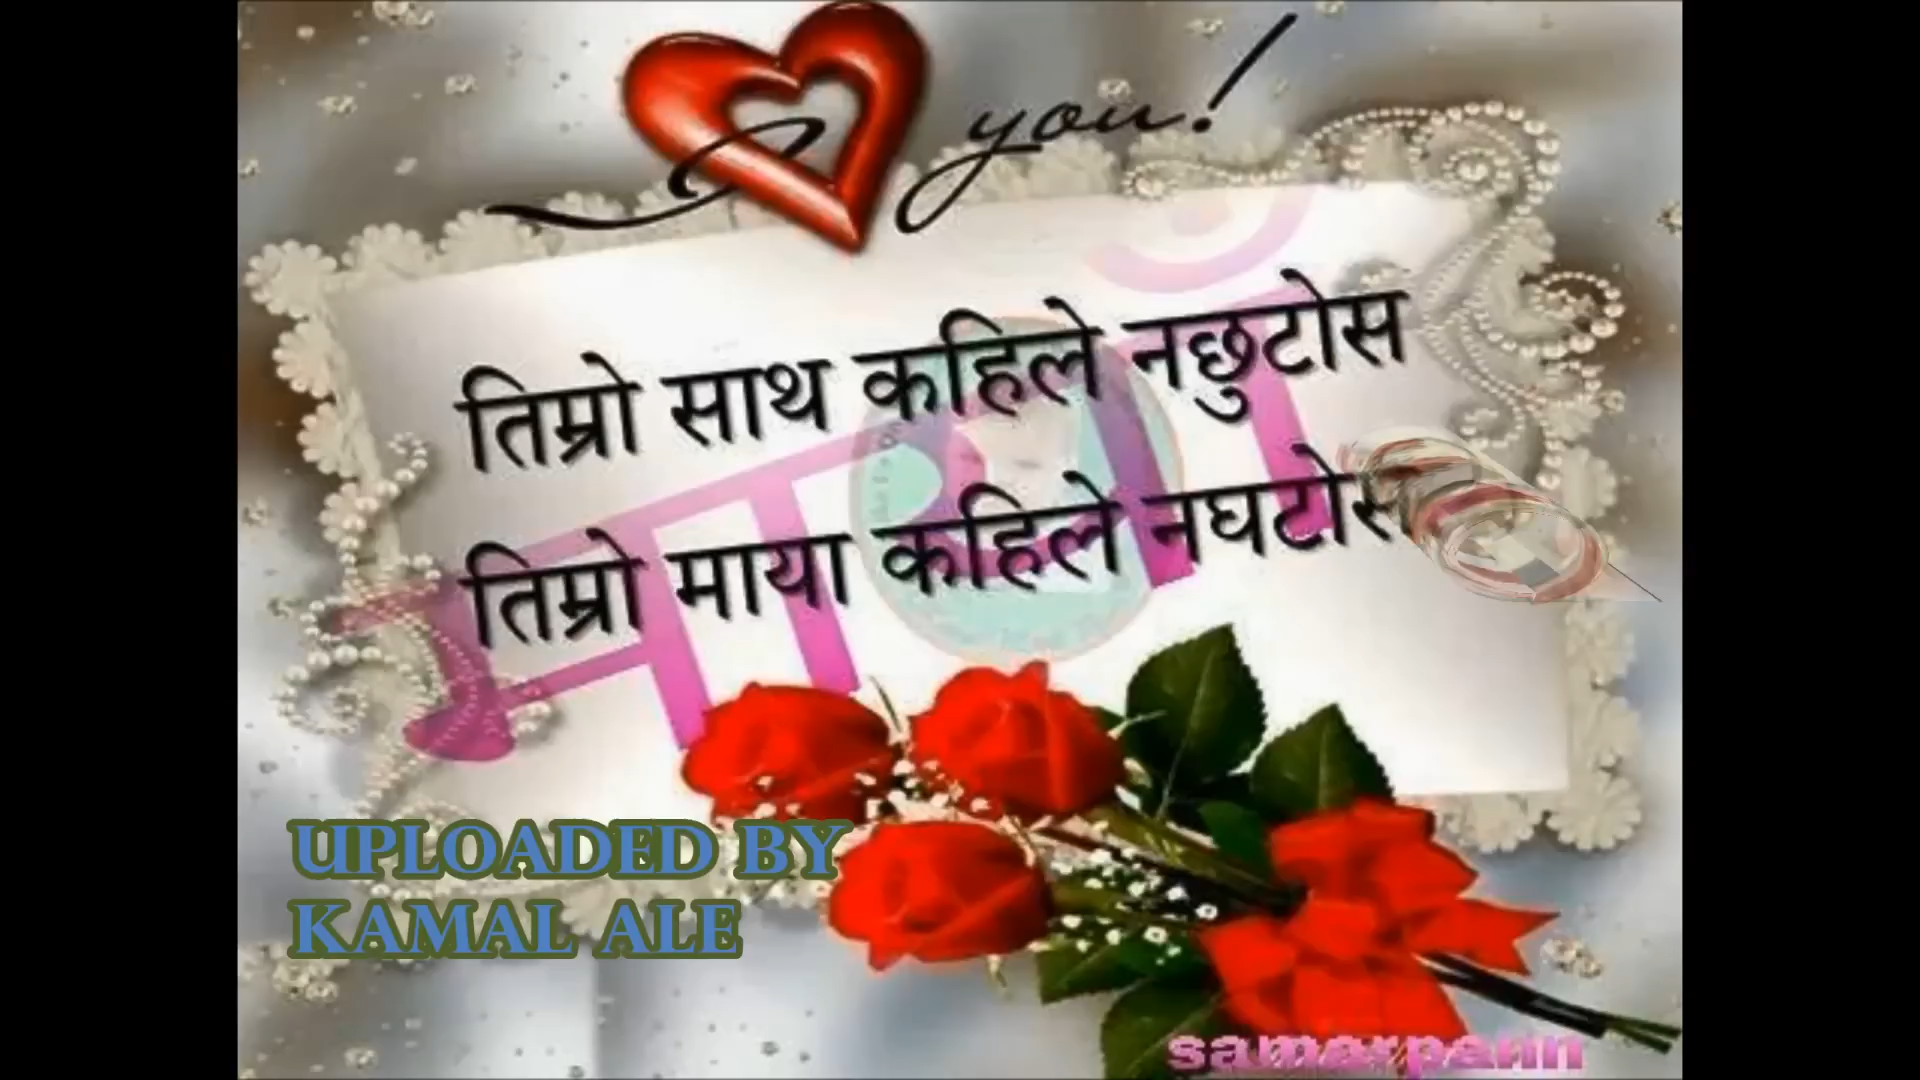 I you!
तिम्रो साथ कहिले नछुटोस
तिम्रो माया कहिले नघटोस
UPLOADED BY
KAMAL ALE
samarpann